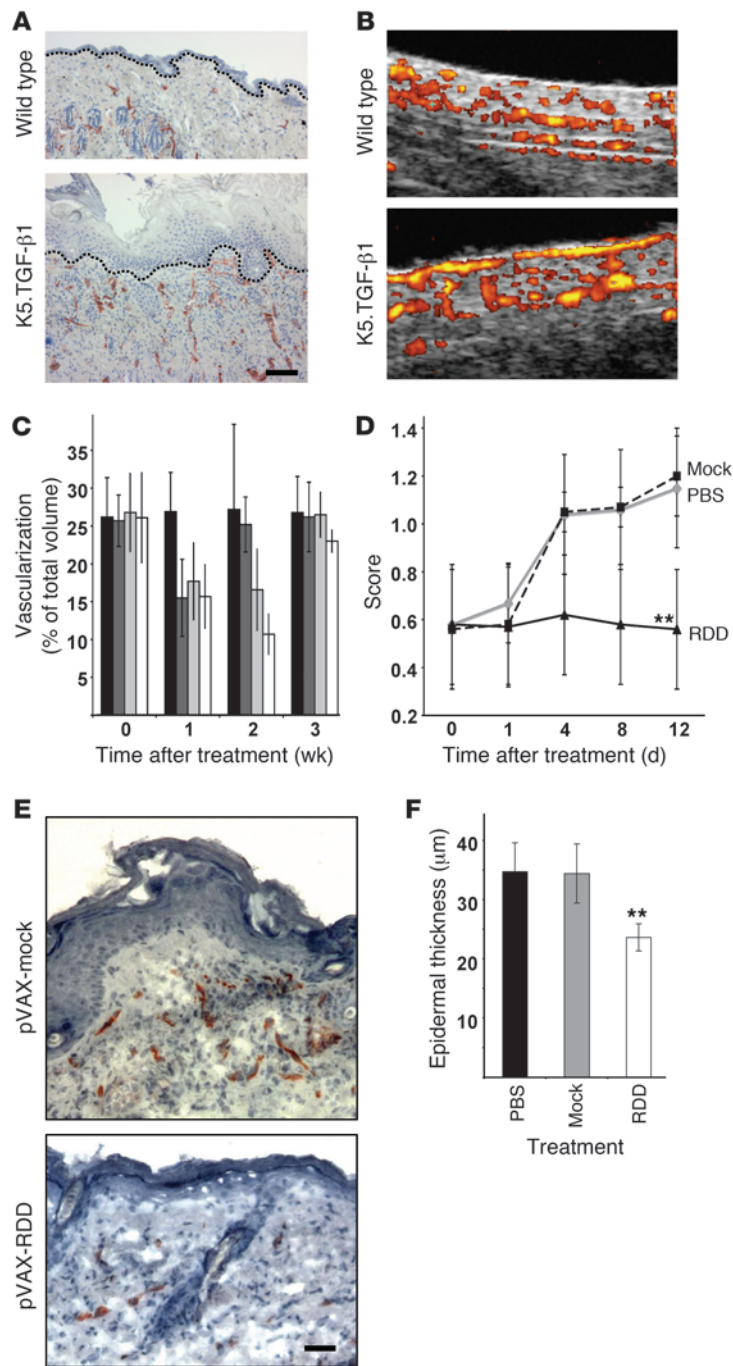 A
Wild type
K5.TGF-β1
B
Wild type
K5.TGF-β1
C
Vascularization
(% of total volume)
35
30
25
20
15
10
5
0 1 2 3
Time after treatment (wk)
D
Score
1.4
1.2
1.0
0.8
0.6
0.4
0.2
Mock
PBS
**
RDD
0 1 4 8 12
Time after treatment (d)
E
pVAX-mock
pVAX-RDD
F
Epidermal thickness (μm)
40
30
20
10
**
PBS
Mock
RDD
Treatment